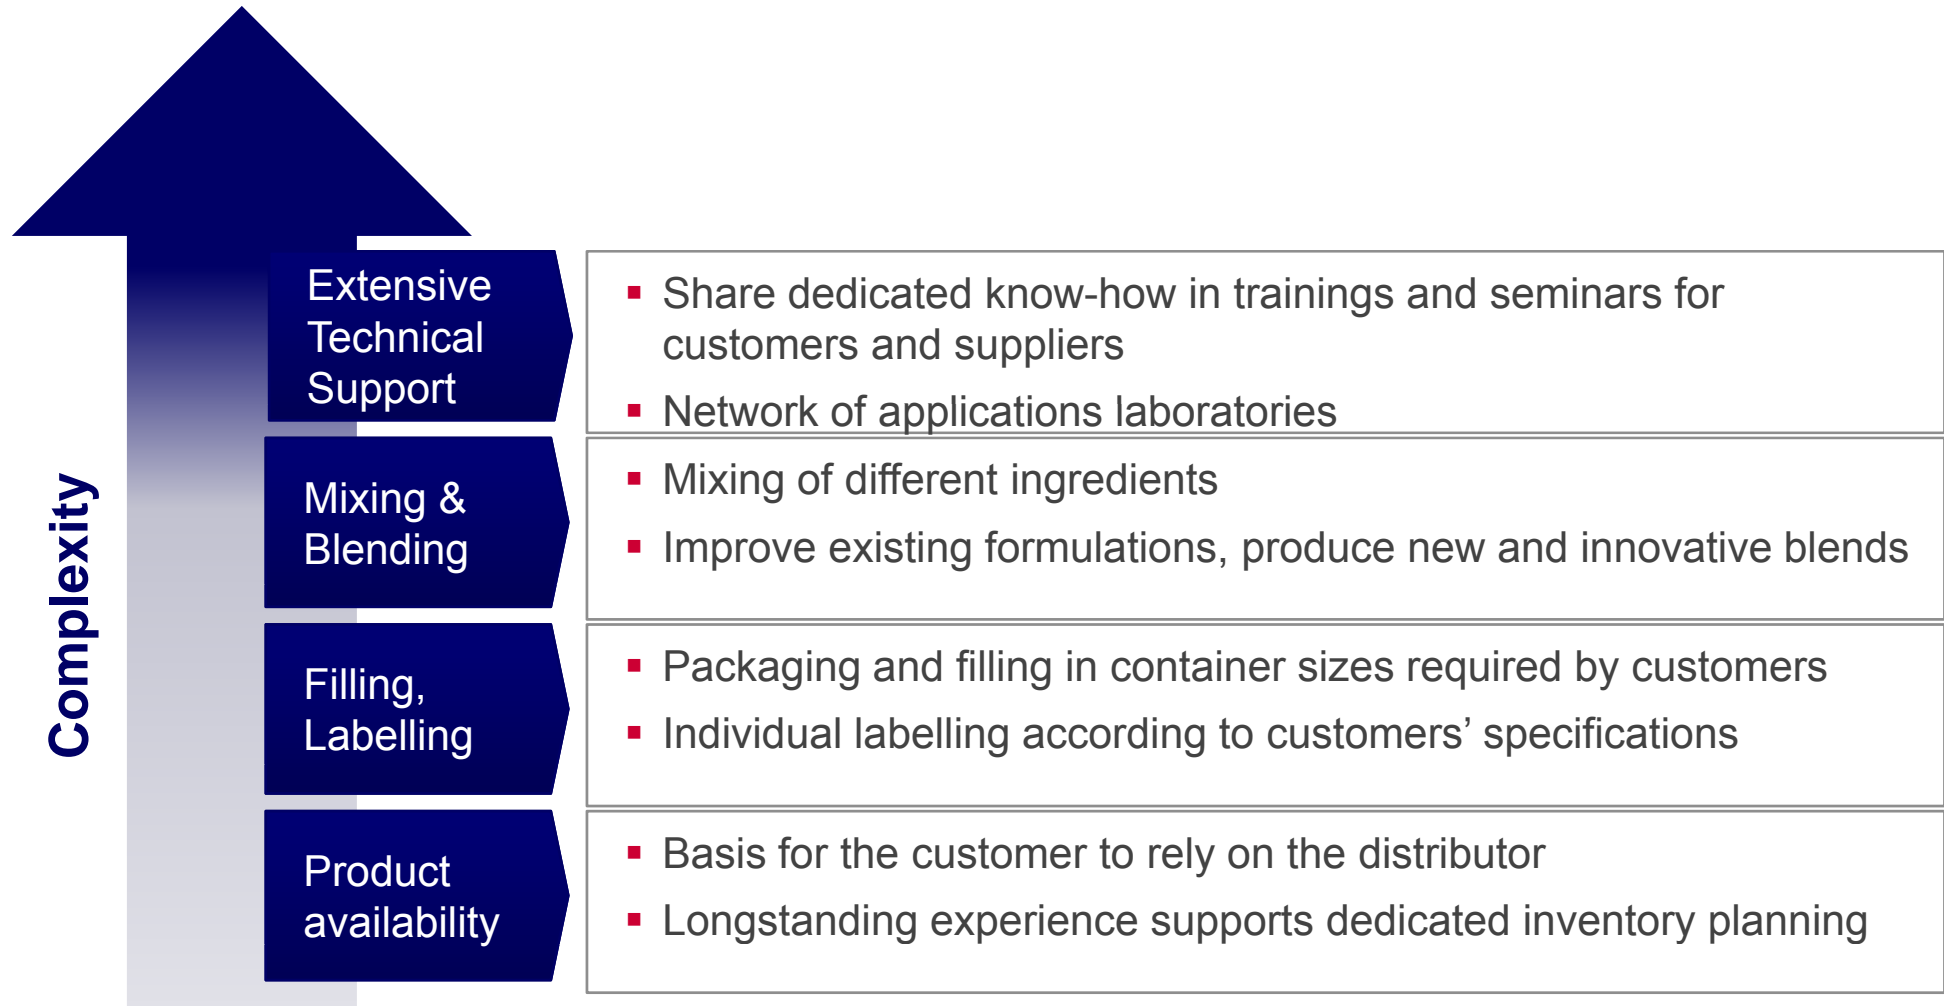 Extensive
Technical
Support
▪ Share dedicated know-how in trainings and seminars for
customers and suppliers
▪ Network of applications laboratories
Mixing &
Blending
▪ Mixing of different ingredients
▪ Improve existing formulations, produce new and innovative blends
Filling,
Labelling
▪ Packaging and filling in container sizes required by customers
▪ Individual labelling according to customers’ specifications
Product
availability
▪ Basis for the customer to rely on the distributor
▪ Longstanding experience supports dedicated inventory planning
Complexity